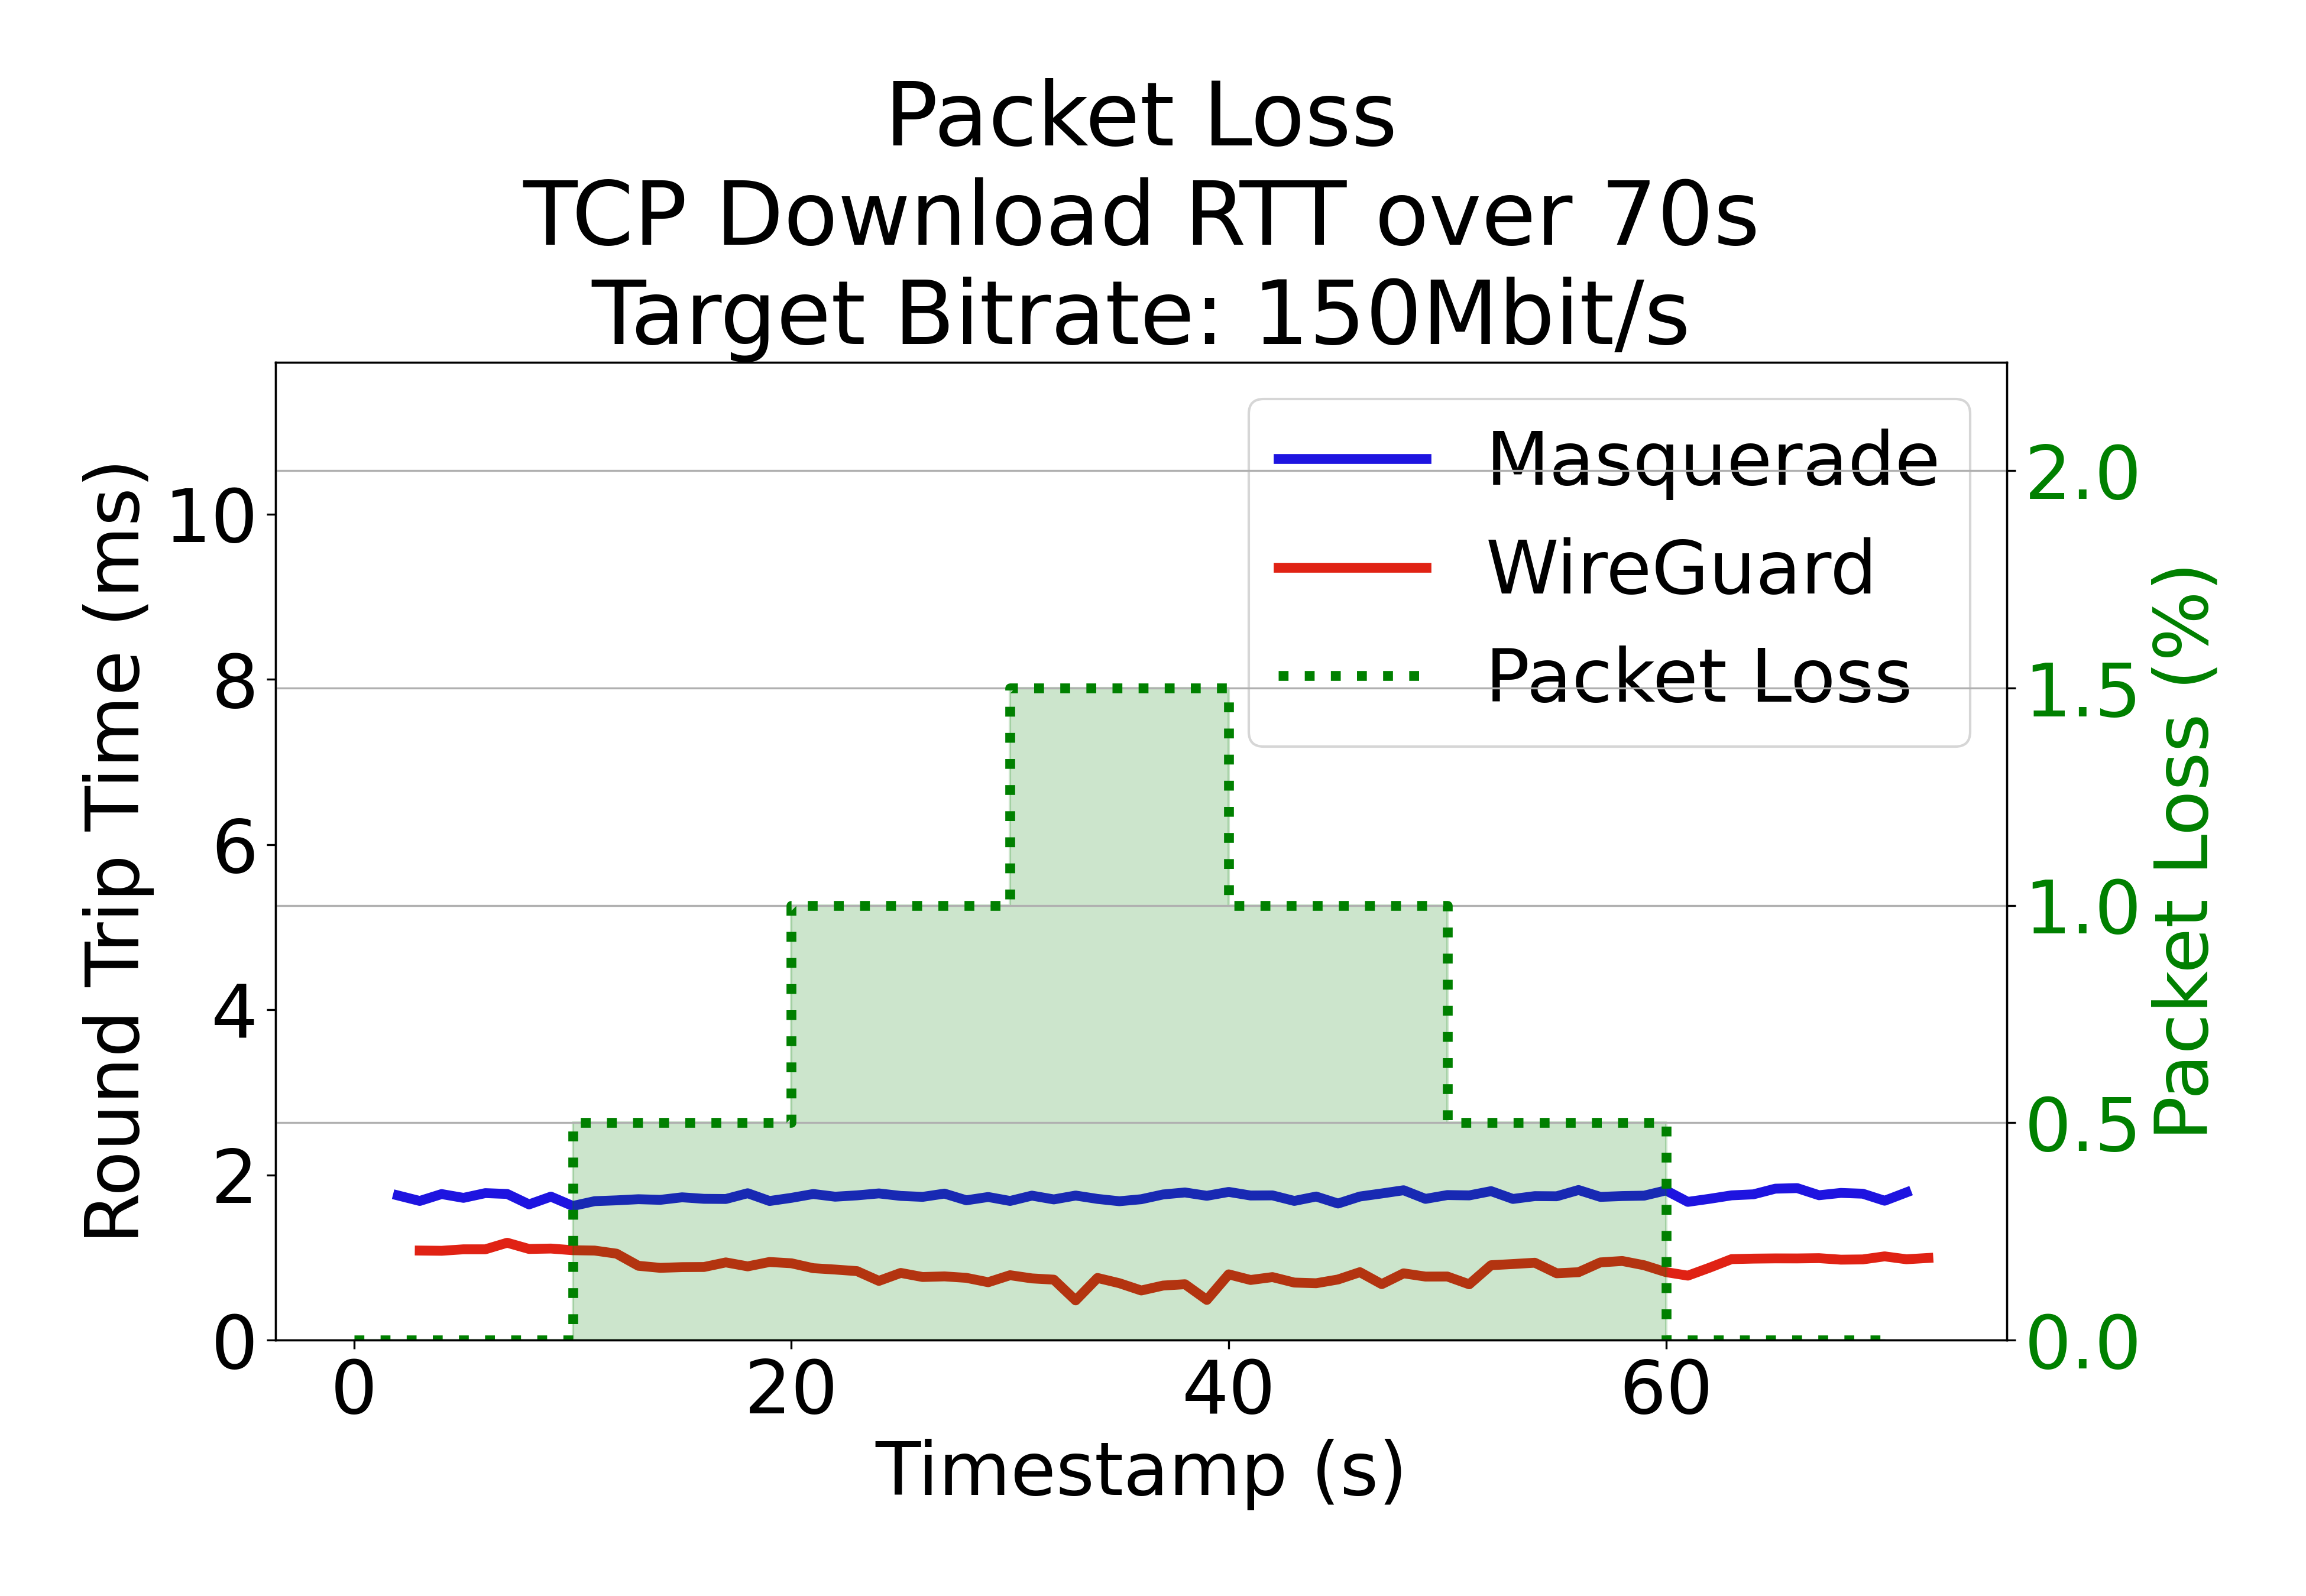 Packet Loss
TCP Download RTT over 70s
Target Bitrate: 150Mbit/s
Masquerade
WireGuard
Packet Loss
Round Trip Time (ms)
10
8
6
4
2
0
2.0
1.5
1.0
0.5
0.0
Packet Loss (%)
0 20 40 60
Timestamp (s)